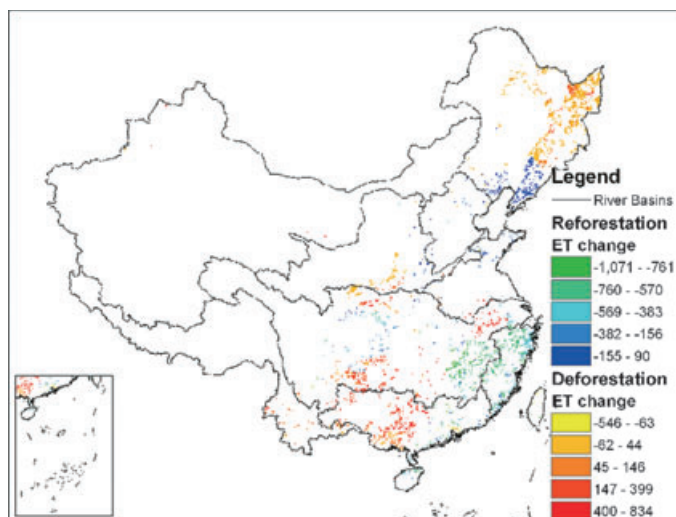 Legend
River Basins
Reforestation
ET change
-1,071 - -761
-760 - -570
-569 - -383
-382 - -156
-155 - 90
Deforestation
ET change
-546 - -63
-62 - 44
45 - 146
147 - 399
400 - 834